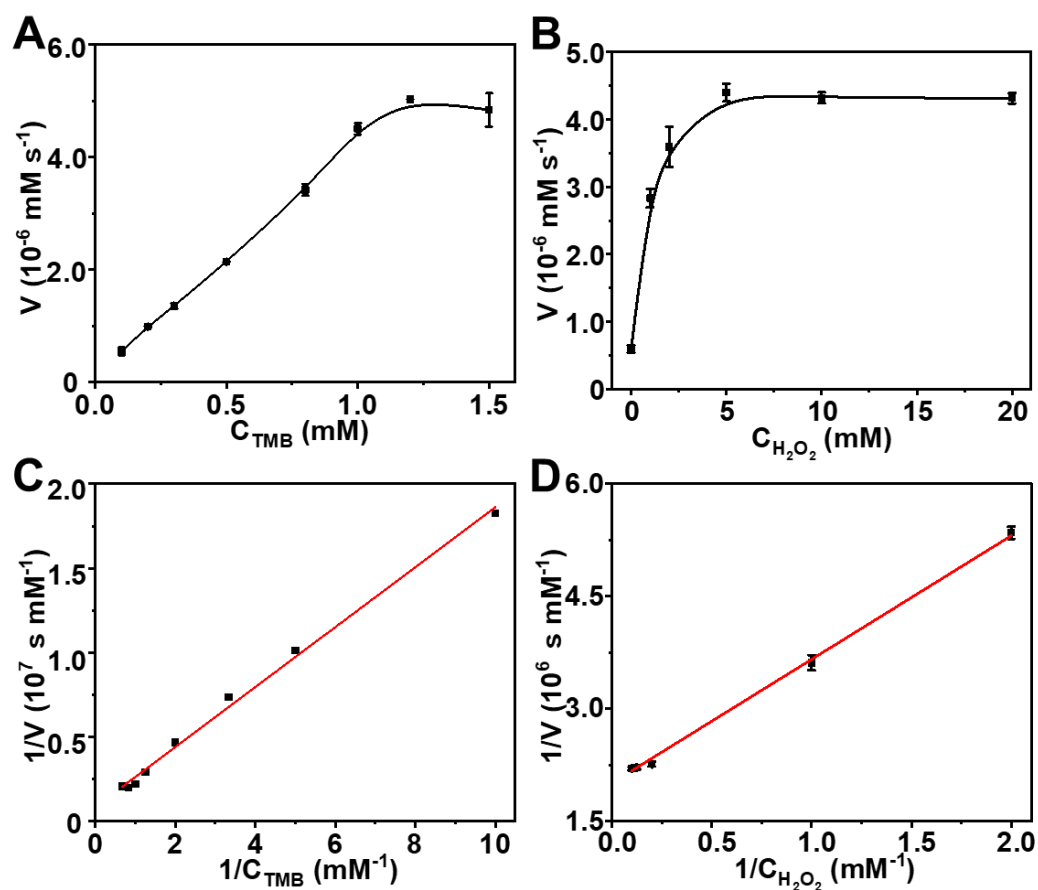 A
V (10⁻⁶ mM s⁻¹)
6.0
4.0
2.0
0
0.0 0.5 1.0 1.5
C_TMB (mM)
B
V (10⁻⁶ mM s⁻¹)
5.0
4.0
3.0
2.0
1.0
0
0 5 10 15 20
C_H₂O₂ (mM)
C
1/V (10⁷ s mM⁻¹)
2.0
1.5
1.0
0.5
0
0 2 4 6 8 10
1/C_TMB (mM⁻¹)
D
1/V (10⁶ s mM⁻¹)
6.0
4.5
3.0
1.5
0.0 0.5 1.0 1.5 2.0
1/C_H₂O₂ (mM⁻¹)